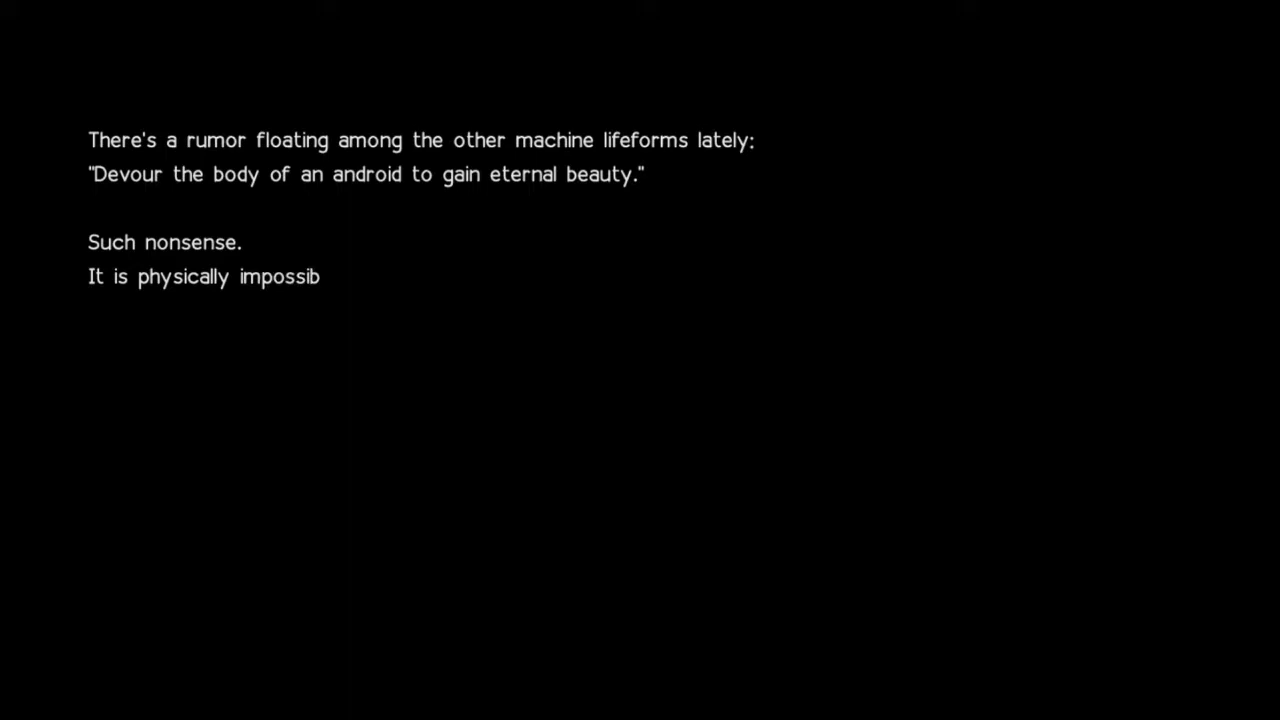 There's a rumor floating among the other machine lifeforms lately:
"Devour the body of an android to gain eternal beauty."
Such nonsense.
It is physically impossib